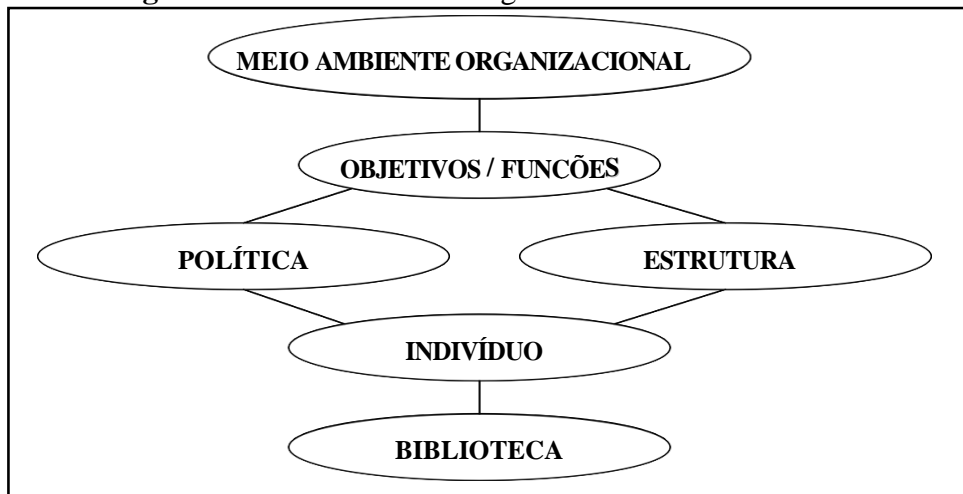 MEIO AMBIENTE ORGANIZACIONAL
OBJETIVOS / FUNCÕES
POLÍTICA
ESTRUTURA
INDIVÍDUO
BIBLIOTECA